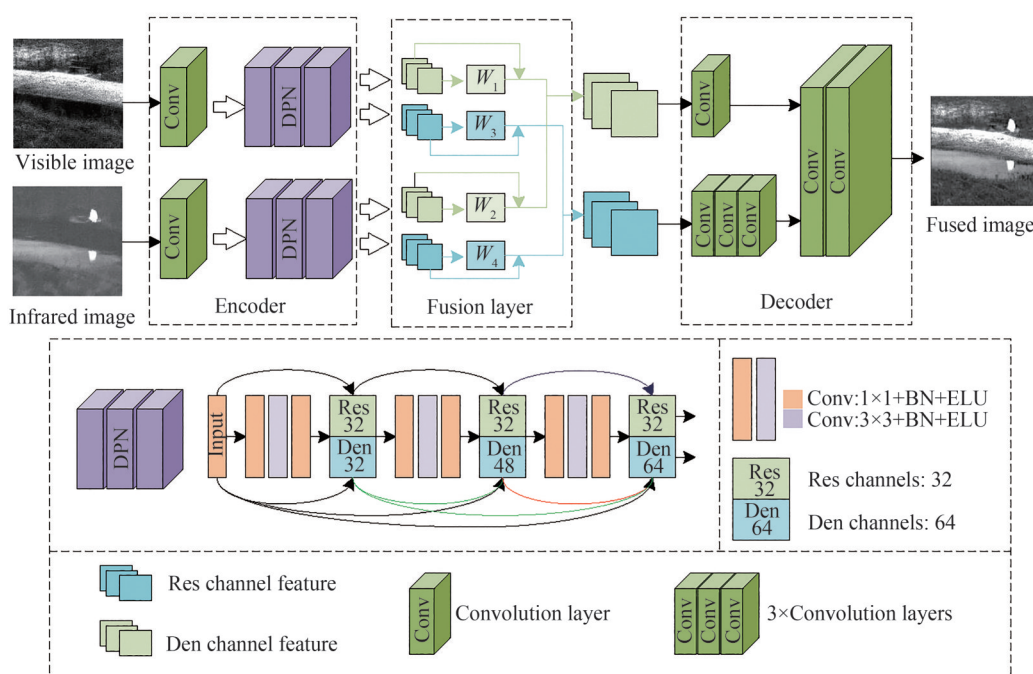 Visible image
Infrared image
Conv
DPN
Conv
DPN
Encoder
W1
W3
W2
W4
Fusion layer
Conv
Conv
Conv
Conv
Conv
Conv
Decoder
Fused image
DPN
Input
Res
32
Den
32
Res
32
Den
48
Res
32
Den
64
Conv:1×1+BN+ELU
Conv:3×3+BN+ELU
Res
32
Den
64
Res channels: 32
Den channels: 64
Res channel feature
Den channel feature
Conv
Convolution layer
Conv
Conv
Conv
3×Convolution layers